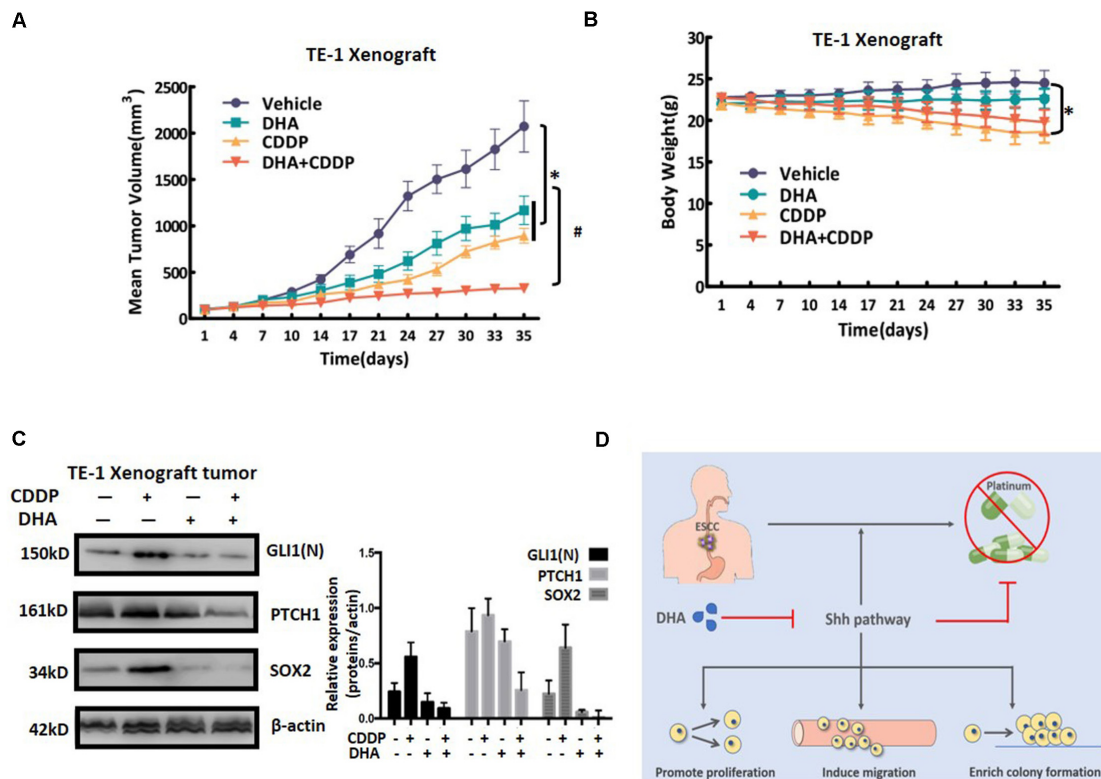 A
TE-1 Xenograft
Mean Tumor Volume(mm³)
2500
2000
1500
1000
500
0
Vehicle
DHA
CDDP
DHA+CDDP
*
#
1 4 7 10 14 17 21 24 27 30 33 35
Time(days)
B
TE-1 Xenograft
Body Weight(g)
30
25
20
15
10
5
0
*
Vehicle
DHA
CDDP
DHA+CDDP
1 4 7 10 14 17 21 24 27 30 33 35
Time(days)
C
TE-1 Xenograft tumor
CDDP — + — +
DHA — — + +
150kD GLI1(N)
161kD PTCH1
34kD SOX2
42kD β-actin
Relative expression
(proteins/actin)
1.5
1.0
0.5
0.0
GLI1(N)
PTCH1
SOX2
CDDP - + - + - + - + - + - +
DHA - - + + - - + + - - + +
D
ESCC
Platinum
DHA
Shh pathway
Promote proliferation
Induce migration
Enrich colony formation